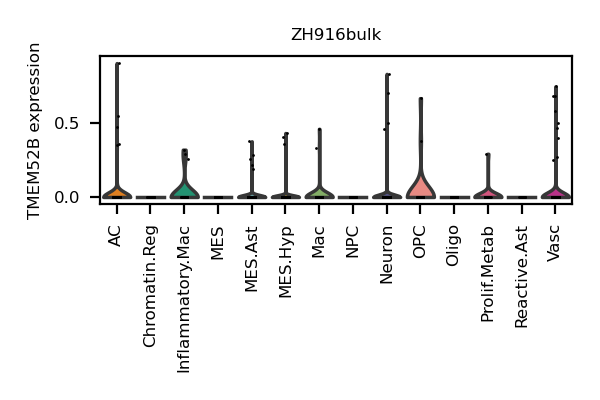 ZH916bulk
TMEM52B expression
0.5
0.0
AC
Chromatin.Reg
Inflammatory.Mac
MES
MES.Ast
MES.Hyp
Mac
NPC
Neuron
OPC
Oligo
Prolif.Metab
Reactive.Ast
Vasc